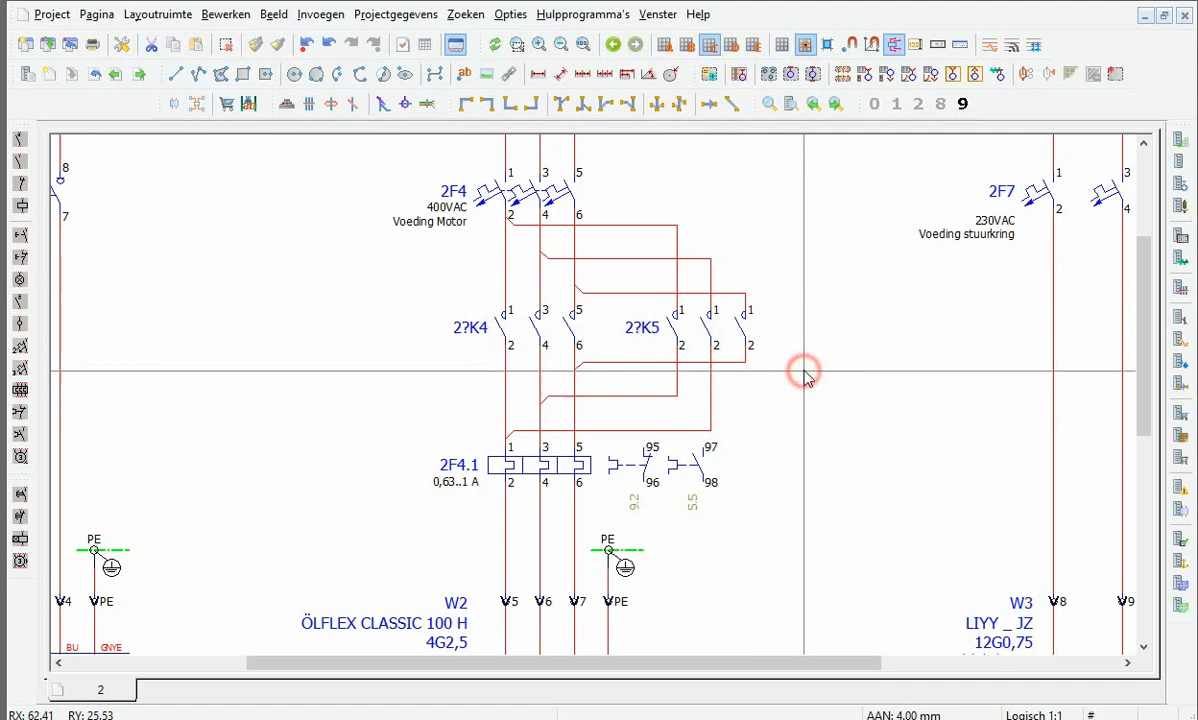 Project Pagina Layoutruimte Bewerken Beeld Invoegen Projectgegevens Zoeken Opties Hulpprogramma's Venster Help
0 1 2 8 9
8
7
2F4
400VAC
Voeding Motor
1 3 5
2 4 6
2F7
230VAC
Voeding stuurkring
1 3
2 4
2?K4
1 3 5
2 4 6
2?K5
1 1 1
2 2 2
2F4.1
0,63..1 A
1 3 5
2 4 6
95 97
96 98
9.2 5.5
PE PE
4 PE
W2
ÖLFLEX CLASSIC 100 H
4G2,5
5 6 7 PE
W3
LIYY _ JZ
12G0,75
8 9
BU GNYE
2
RX: 62.41 RY: 25.53 AAN: 4.00 mm Logisch 1:1 #